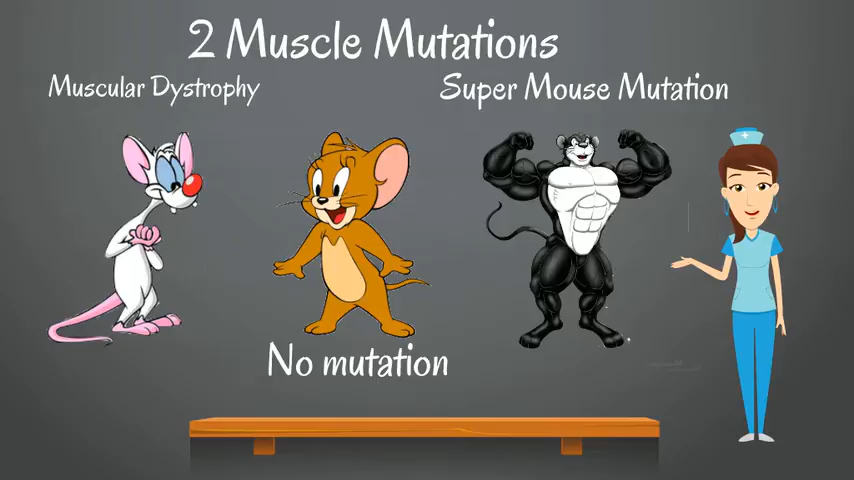 2 Muscle Mutations
Muscular Dystrophy
Super Mouse Mutation
No mutation